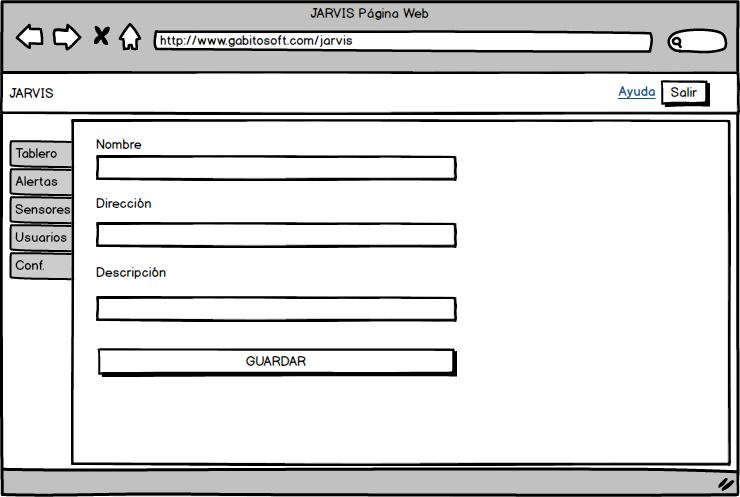 JARVIS Página Web
http://www.gabitosoft.com/jarvis
JARVIS
Ayuda
Salir
Tablero
Alertas
Sensores
Usuarios
Conf.
Nombre
Dirección
Descripción
GUARDAR